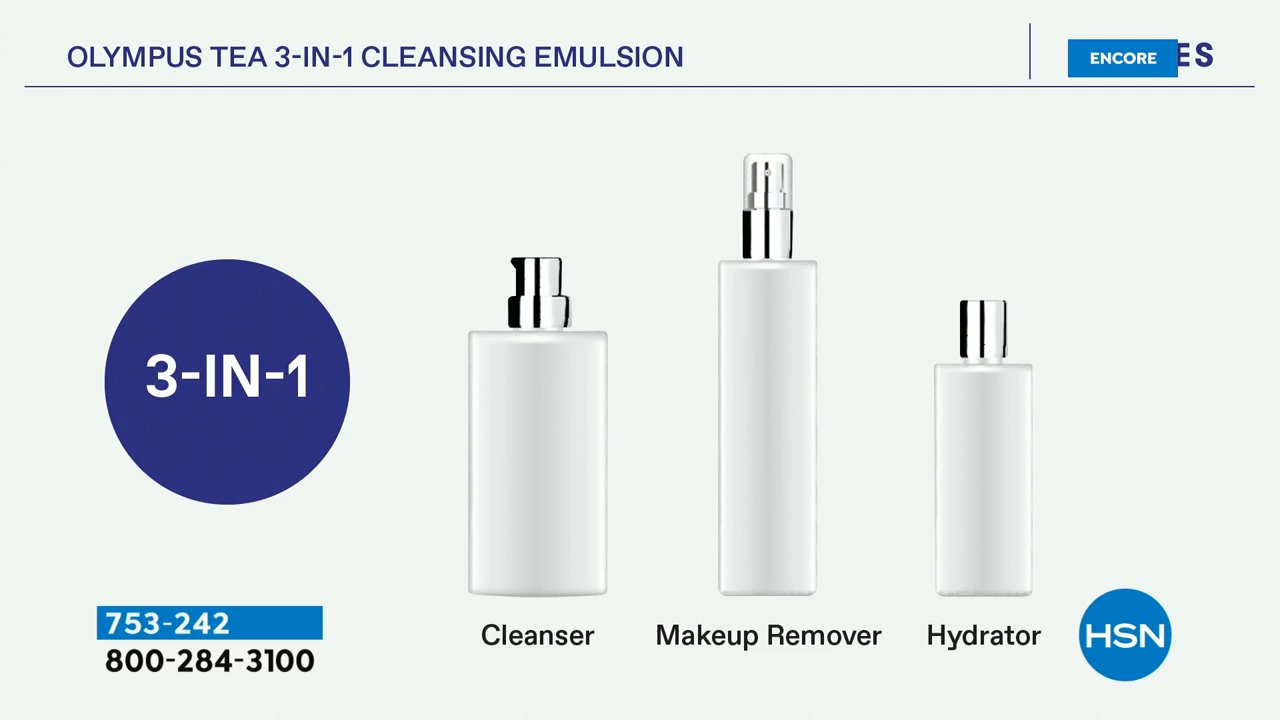 OLYMPUS TEA 3-IN-1 CLEANSING EMULSION
ENCORE
ES
3-IN-1
Cleanser
Makeup Remover
Hydrator
753-242
800-284-3100
HSN